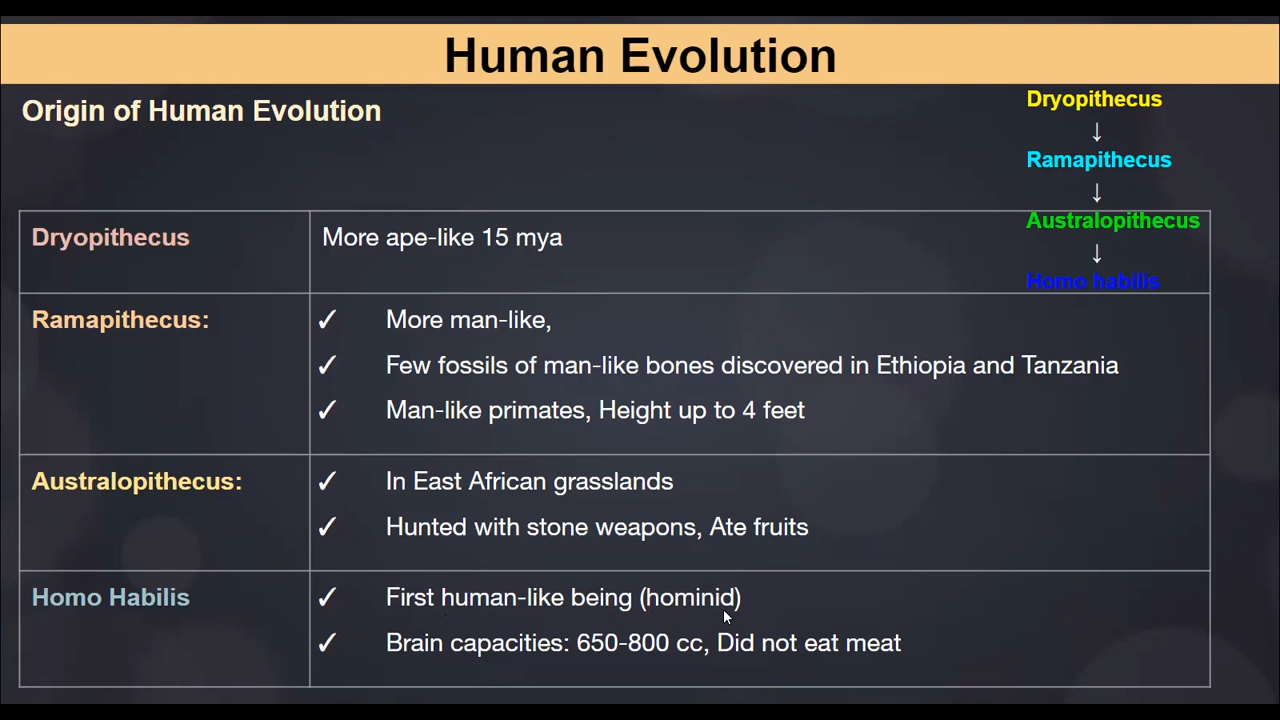 Human Evolution
Origin of Human Evolution
Dryopithecus
↓
Ramapithecus
↓
Australopithecus
↓
Homo habilis
Dryopithecus
More ape-like 15 mya
Ramapithecus:
✓ More man-like,
✓ Few fossils of man-like bones discovered in Ethiopia and Tanzania
✓ Man-like primates, Height up to 4 feet
Australopithecus:
✓ In East African grasslands
✓ Hunted with stone weapons, Ate fruits
Homo Habilis
✓ First human-like being (hominid)
✓ Brain capacities: 650-800 cc, Did not eat meat